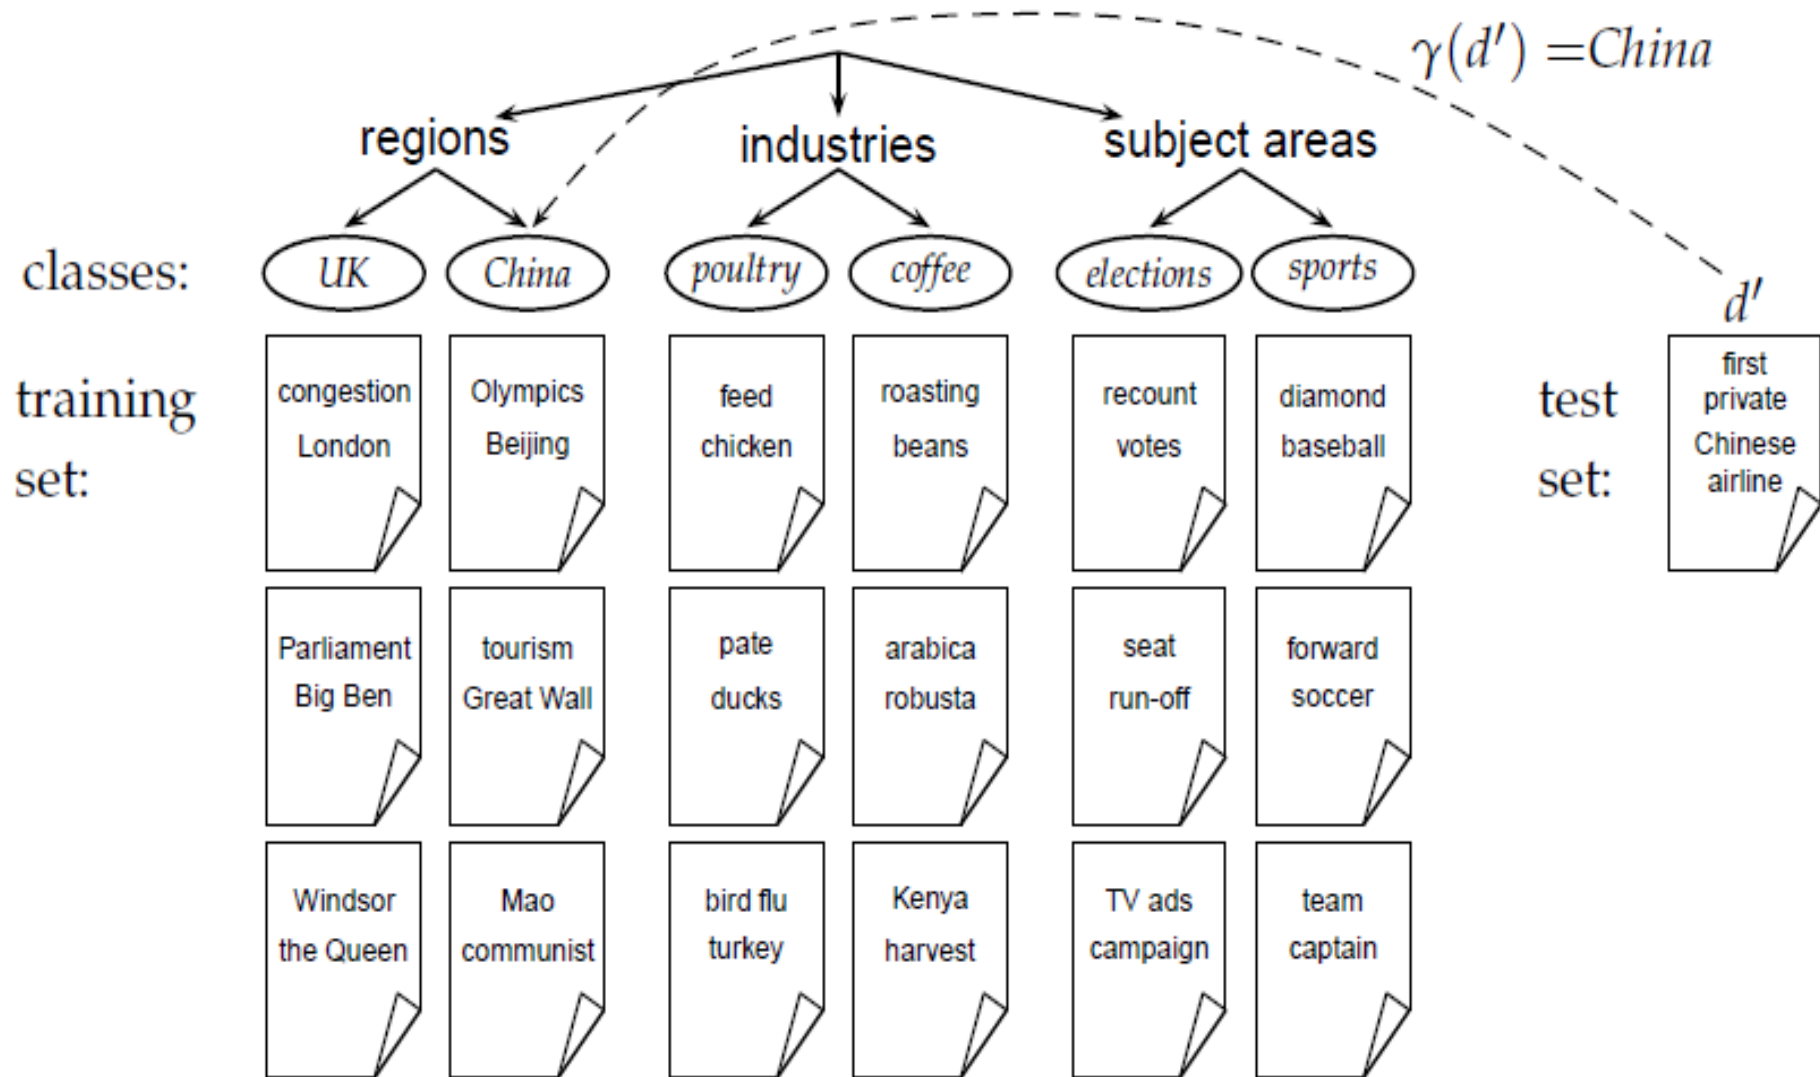 γ(d′) =China
regions industries subject areas
classes: UK China poultry coffee elections sports
d′
training set:
congestion London
Olympics Beijing
feed chicken
roasting beans
recount votes
diamond baseball
test set:
first private Chinese airline
Parliament Big Ben
tourism Great Wall
pate ducks
arabica robusta
seat run-off
forward soccer
Windsor the Queen
Mao communist
bird flu turkey
Kenya harvest
TV ads campaign
team captain